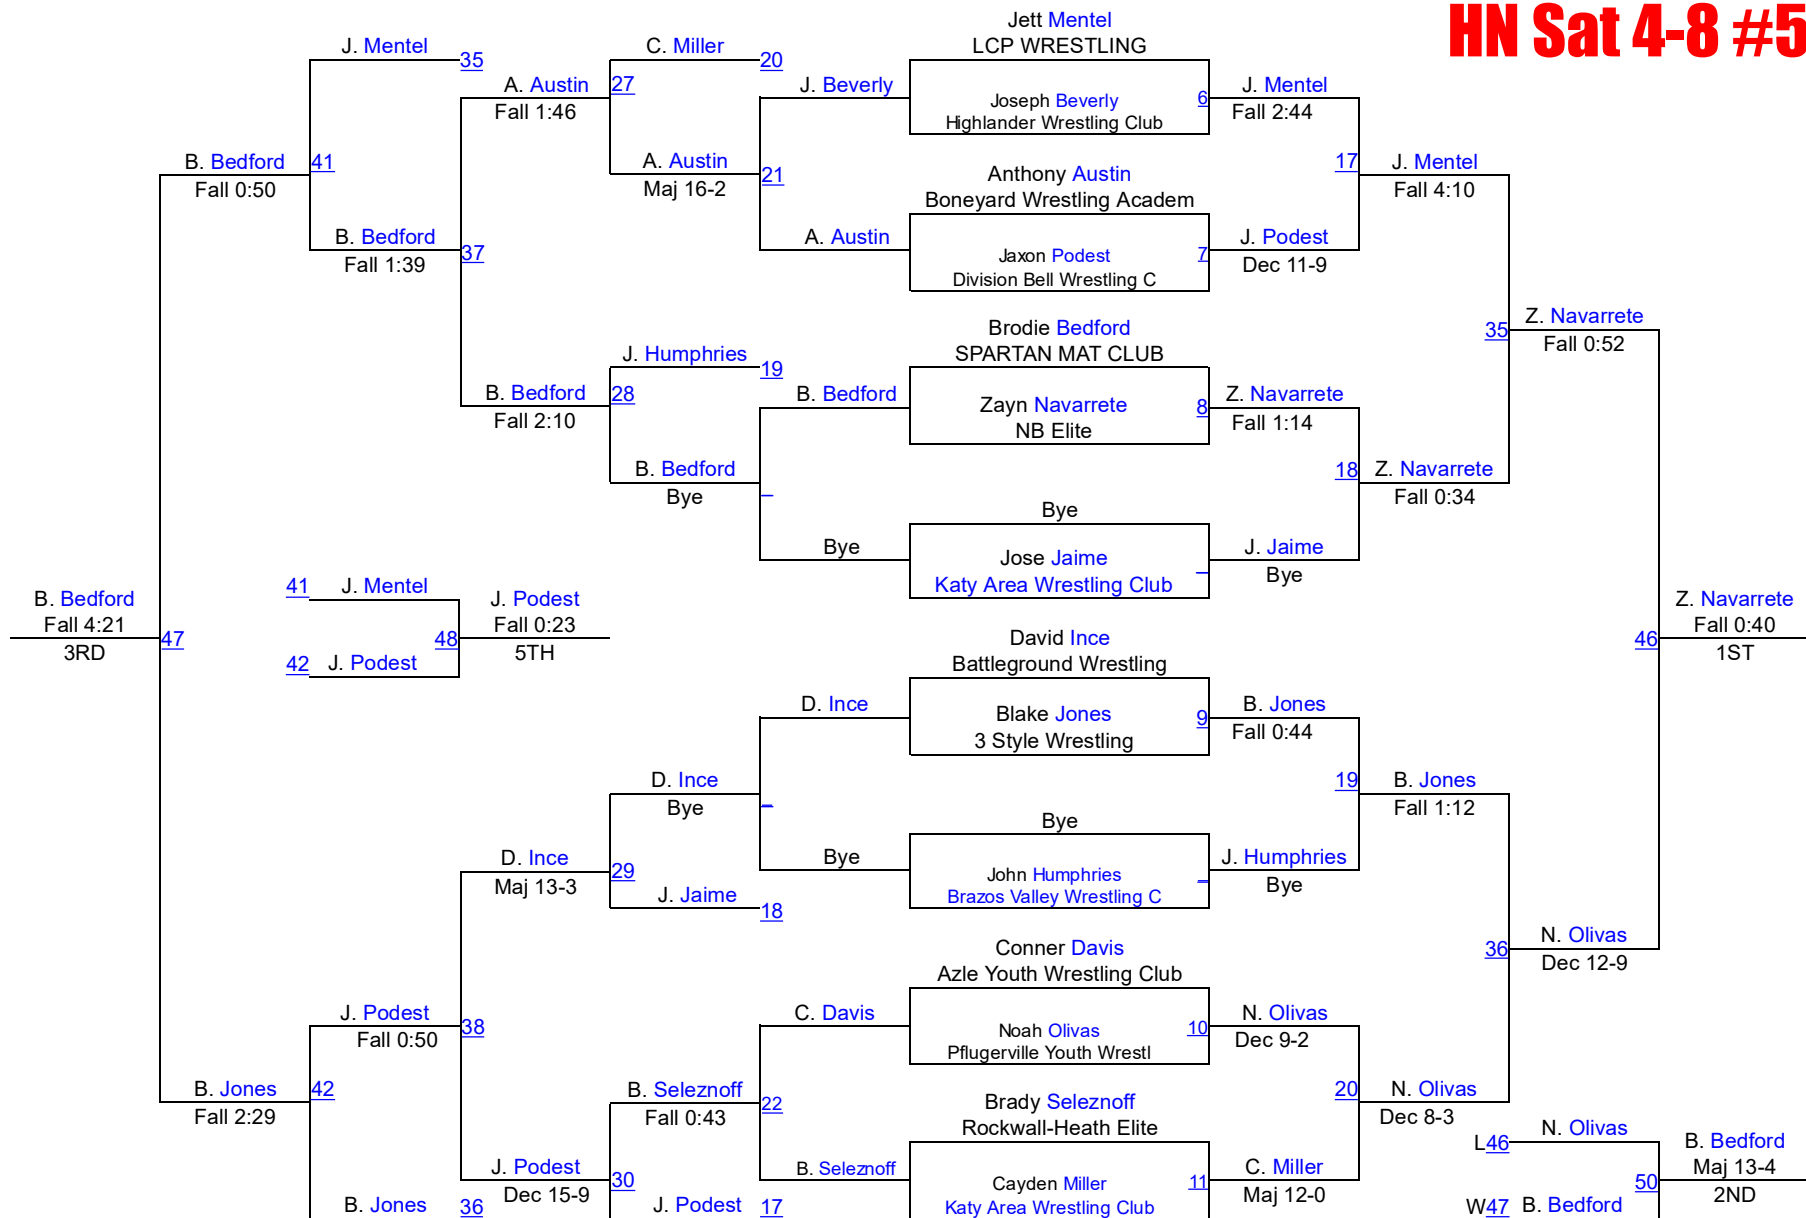 HN Sat 4-8 #5
Jett Mentel
LCP WRESTLING
J. Mentel
35
C. Miller
20
A. Austin
27
Fall 1:46
J. Beverly
Joseph Beverly
6
Highlander Wrestling Club
J. Mentel
Fall 2:44
B. Bedford
41
Fall 0:50
A. Austin
21
Maj 16-2
Anthony Austin
Boneyard Wrestling Academ
17
J. Mentel
Fall 4:10
B. Bedford
37
Fall 1:39
A. Austin
Jaxon Podest
7
Division Bell Wrestling C
J. Podest
Dec 11-9
Brodie Bedford
SPARTAN MAT CLUB
35
Z. Navarrete
Fall 0:52
J. Humphries
19
B. Bedford
28
Fall 2:10
B. Bedford
Zayn Navarrete
8
NB Elite
Z. Navarrete
Fall 1:14
B. Bedford
Bye
18
Z. Navarrete
Fall 0:34
Bye
Bye
Jose Jaime
Katy Area Wrestling Club
J. Jaime
Bye
41
J. Mentel
B. Bedford
Fall 4:21
47
3RD
J. Podest
Fall 0:23
48
5TH
42
J. Podest
Z. Navarrete
Fall 0:40
46
1ST
David Ince
Battleground Wrestling
D. Ince
Blake Jones
9
3 Style Wrestling
B. Jones
Fall 0:44
D. Ince
Bye
19
B. Jones
Fall 1:12
Bye
D. Ince
29
Maj 13-3
Bye
John Humphries
Brazos Valley Wrestling C
J. Humphries
Bye
J. Jaime
18
Conner Davis
Azle Youth Wrestling Club
36
N. Olivas
Dec 12-9
J. Podest
38
Fall 0:50
C. Davis
Noah Olivas
10
Pflugerville Youth Wrestl
N. Olivas
Dec 9-2
B. Jones
42
Fall 2:29
B. Seleznoff
22
Fall 0:43
Brady Seleznoff
Rockwall-Heath Elite
20
N. Olivas
Dec 8-3
L46
N. Olivas
B. Bedford
Maj 13-4
50
2ND
J. Podest
30
Dec 15-9
B. Seleznoff
Cayden Miller
11
Katy Area Wrestling Club
C. Miller
Maj 12-0
B. Jones
36
J. Podest
17
W47
B. Bedford